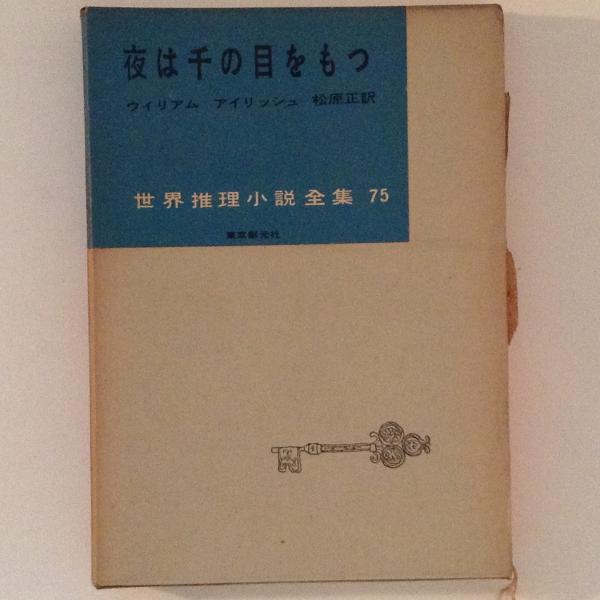 夜は千の目をもつ
ウィリアム アイリッシュ 松原正訳
世界推理小説全集 75
東京創元社